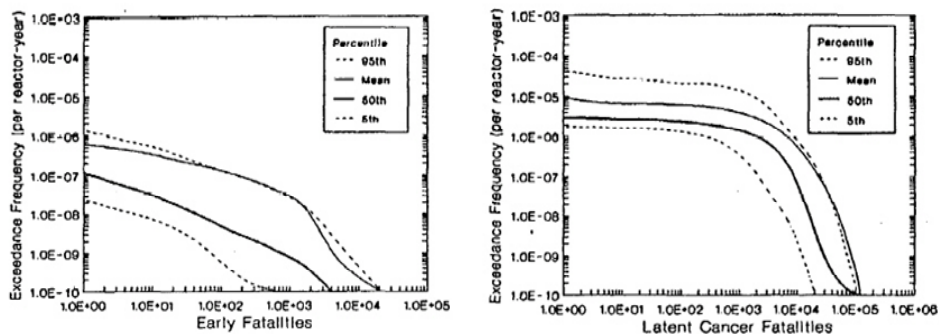 1.0E-03
1.0E-04
1.0E-05
1.0E-06
1.0E-07
1.0E-08
1.0E-09
1.0E-10
Exceedance Frequency (per reactor-year)
Percentile
95th
Mean
50th
5th
1.0E+00 1.0E+01 1.0E+02 1.0E+03 1.0E+04 1.0E+05
Early Fatalities
1.0E-03
1.0E-04
1.0E-05
1.0E-06
1.0E-07
1.0E-08
1.0E-09
1.0E-10
Exceedance Frequency (per reactor-year)
Percentile
95th
Mean
50th
5th
1.0E+00 1.0E+01 1.0E+02 1.0E+03 1.0E+04 1.0E+05 1.0E+06
Latent Cancer Fatalities